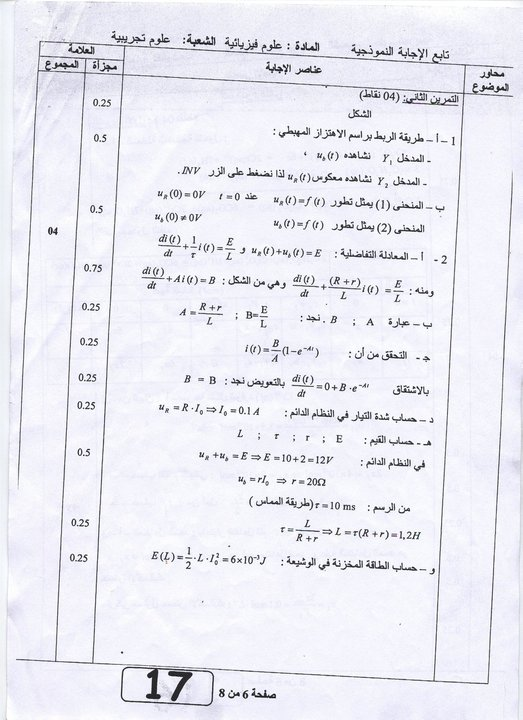 تابع الإجابة النموذجية المادة : علوم فيزيائية الشعبة: علوم تجريبية
محاور الموضوع
عناصر الإجابة
العلامة
مجزأة
المجموع
التمرين الثاني: (04 نقاط)
الشكل 0.25
1 – أ – طريقة الربط براسم الاهتزاز المهبطي :
- المدخل Y₁ نشاهده u_b(t) ، 0.5
- المدخل Y₂ نشاهد معكوس u_R(t) لذا نضغط على الزر INV.
ب – المنحنى (1) يمثل تطور u_R(t)=f(t) عند t=0 u_R(0)=0V
المنحنى (2) يمثل تطور u_b(t)=f(t) u_b(0)≠0V 0.5
04
2 - أ – المعادلة التفاضلية : u_R(t)+u_b(t)=E و di(t)/dt + 1/τ i(t) = E/L
ومنه : di(t)/dt + (R+r)/L i(t) = E/L وهي من الشكل : di(t)/dt + Ai(t) = B 0.75
ب – عبارة A ; B . نجد : B=E/L ; A = (R+r)/L 0.25
جـ - التحقق من أن : i(t) = B/A (1-e^{-At}) 0.25
بالاشتقاق di(t)/dt = 0+B·e^{-At} بالتعويض نجد : B = B 0.25
د – حساب شدة التيار في النظام الدائم : u_R = R·I₀ ⇒ I₀ = 0.1 A 0.25
هـ - حساب القيم : L ; τ ; r ; E
في النظام الدائم : u_R + u_b = E ⇒ E = 10+2 = 12V 0.5
u_b = rI₀ ⇒ r = 20Ω
من الرسم : τ = 10 ms (طريقة المماس)
τ = L/(R+r) ⇒ L = τ(R+r) = 1,2H 0.25
و – حساب الطاقة المخزنة في الوشيعة : E(L) = 1/2 · L · I₀² = 6×10⁻³ J 0.25
17
صفحة 6 من 8